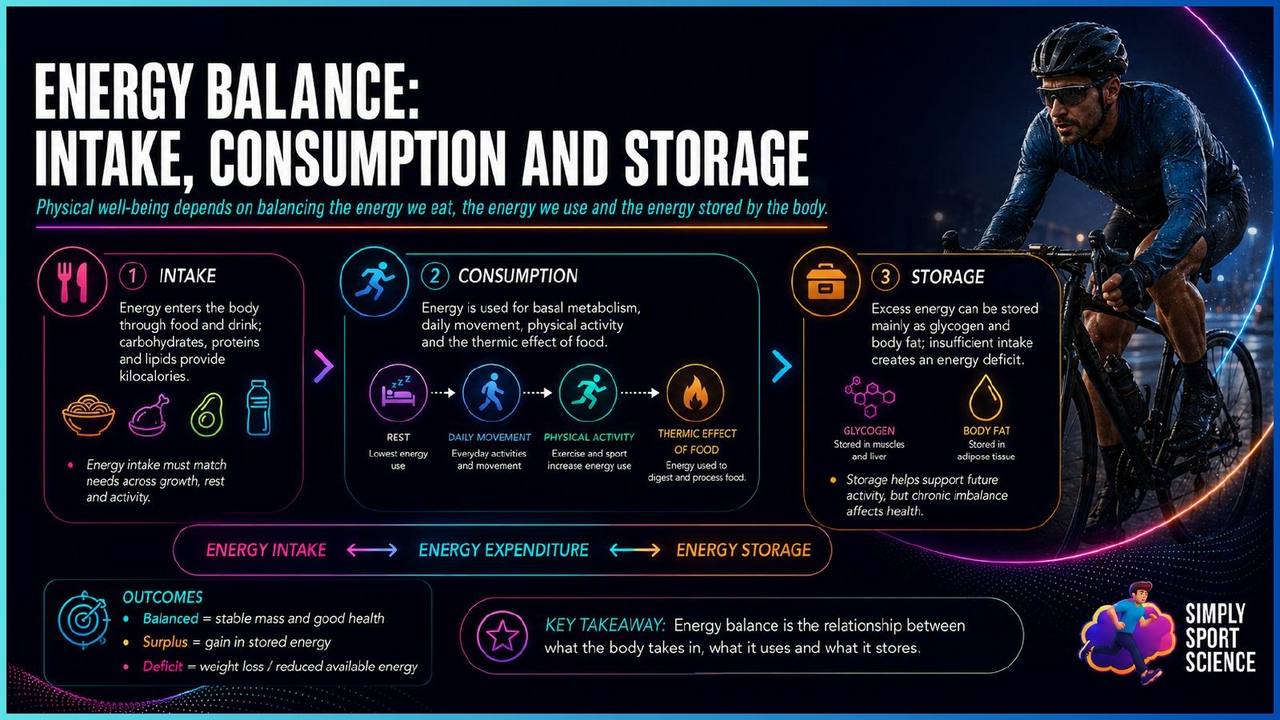 ENERGY BALANCE:
INTAKE, CONSUMPTION AND STORAGE
Physical well-being depends on balancing the energy we eat, the energy we use and the energy stored by the body.
1 INTAKE
Energy enters the body
through food and drink;
carbohydrates, proteins
and lipids provide
kilocalories.
• Energy intake must match
needs across growth, rest
and activity.
2 CONSUMPTION
Energy is used for basal metabolism,
daily movement, physical activity
and the thermic effect of food.
z z z
REST
Lowest energy
use
DAILY MOVEMENT
Everyday activities
and movement
PHYSICAL ACTIVITY
Exercise and sport
increase energy use
THERMIC EFFECT
OF FOOD
Energy used to
digest and process food.
3 STORAGE
Excess energy can be stored
mainly as glycogen and
body fat; insufficient intake
creates an energy deficit.
GLYCOGEN
Stored in muscles
and liver
BODY FAT
Stored in
adipose tissue
• Storage helps support future
activity, but chronic imbalance
affects health.
ENERGY INTAKE ↔ ENERGY EXPENDITURE ↔ ENERGY STORAGE
OUTCOMES
• Balanced = stable mass and good health
• Surplus = gain in stored energy
• Deficit = weight loss / reduced available energy
KEY TAKEAWAY: Energy balance is the relationship between
what the body takes in, what it uses and what it stores.
SIMPLY
SPORT
SCIENCE